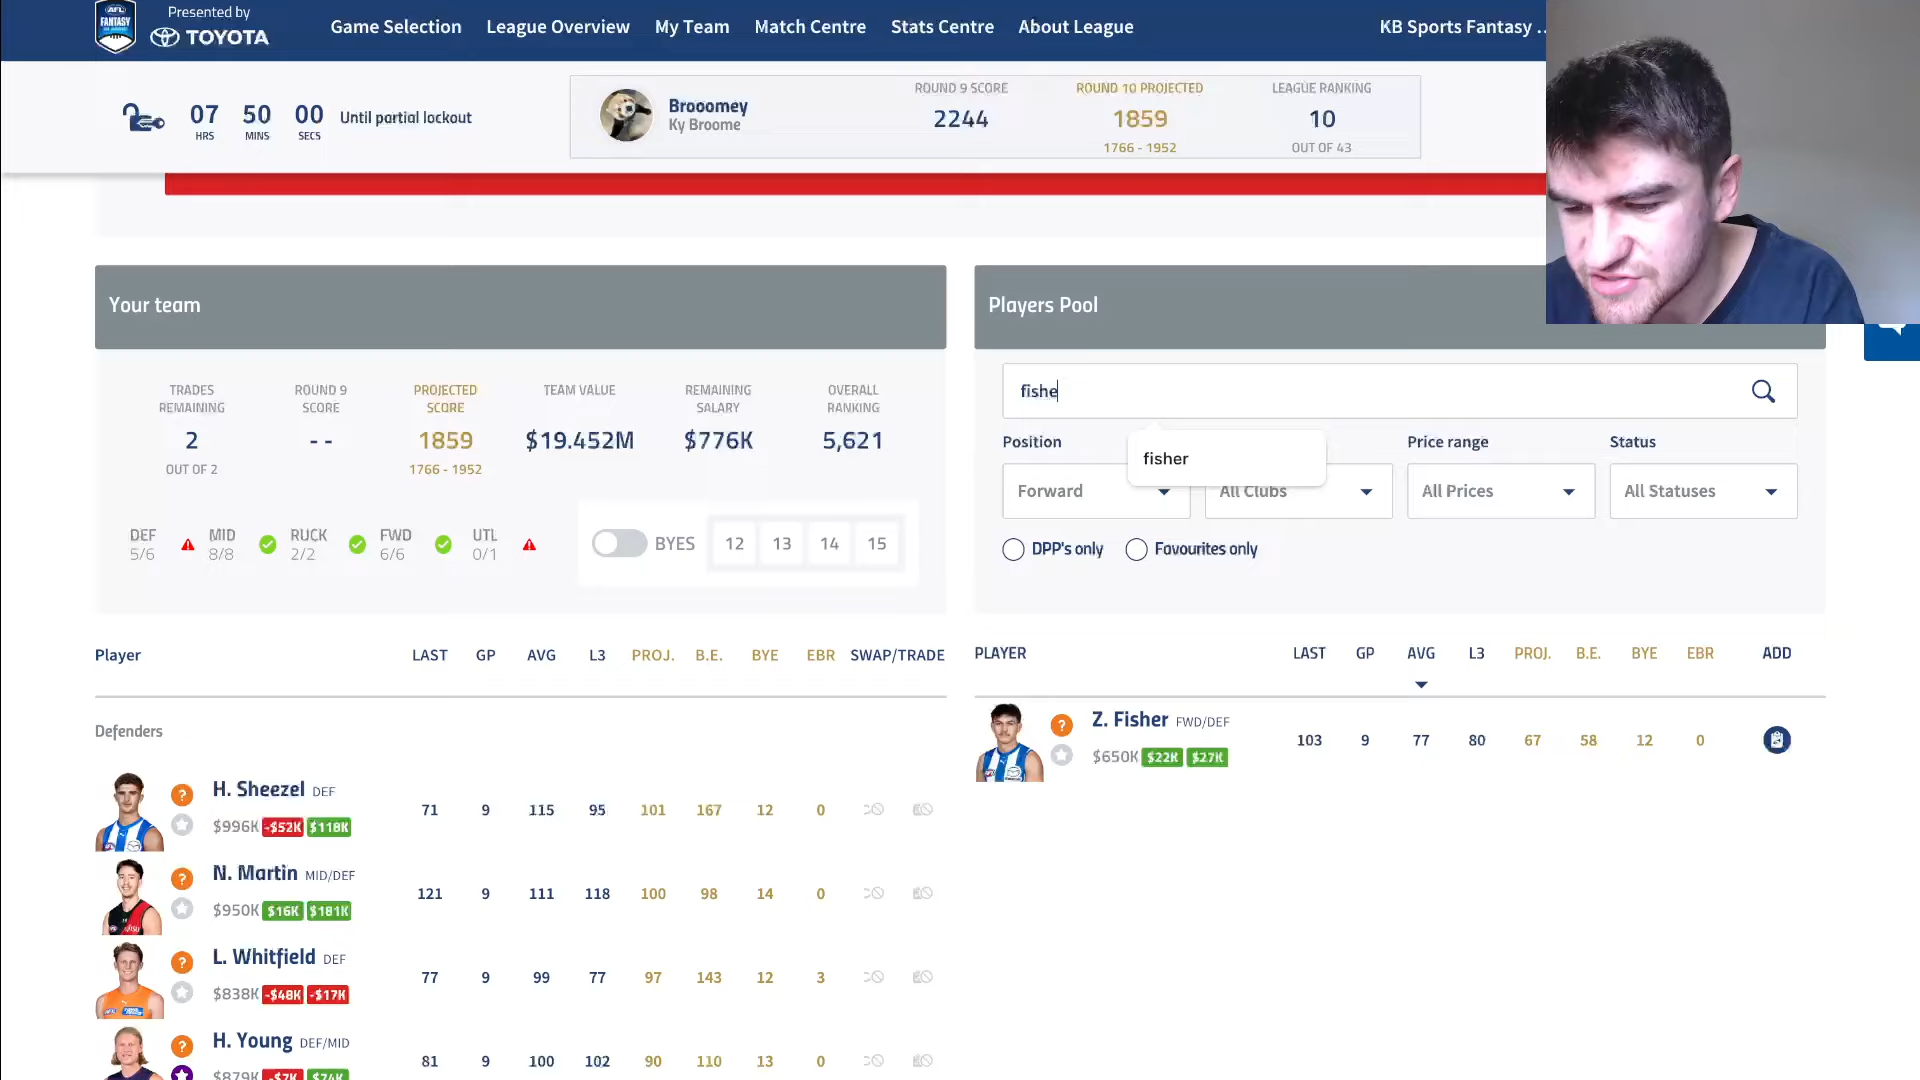 AFL
FANTASY
Presented by
TOYOTA
Game Selection League Overview My Team Match Centre Stats Centre About League
KB Sports Fantasy ...
07 50 00 Until partial lockout
HRS MINS SECS
Brooomey
Ky Broome
ROUND 9 SCORE ROUND 10 PROJECTED LEAGUE RANKING
2244 1859 10
1766 - 1952 OUT OF 43
Your team
TRADES REMAINING
2
OUT OF 2
ROUND 9 SCORE
- -
PROJECTED SCORE
1859
1766 - 1952
TEAM VALUE
$19.452M
REMAINING SALARY
$776K
OVERALL RANKING
5,621
DEF MID RUCK FWD UTL
5/6 8/8 2/2 6/6 0/1
BYES 12 13 14 15
Player LAST GP AVG L3 PROJ. B.E. BYE EBR SWAP/TRADE
Defenders
H. Sheezel DEF
$996K -$52K $118K
71 9 115 95 101 167 12 0
N. Martin MID/DEF
$950K $16K $181K
121 9 111 118 100 98 14 0
L. Whitfield DEF
$838K -$48K -$17K
77 9 99 77 97 143 12 3
H. Young DEF/MID
$879K -$7K $74K
81 9 100 102 90 110 13 0
Players Pool
fishe
fisher
Position Price range Status
Forward All Clubs All Prices All Statuses
DPP's only Favourites only
PLAYER LAST GP AVG L3 PROJ. B.E. BYE EBR ADD
Z. Fisher FWD/DEF
$650K $22K $27K
103 9 77 80 67 58 12 0